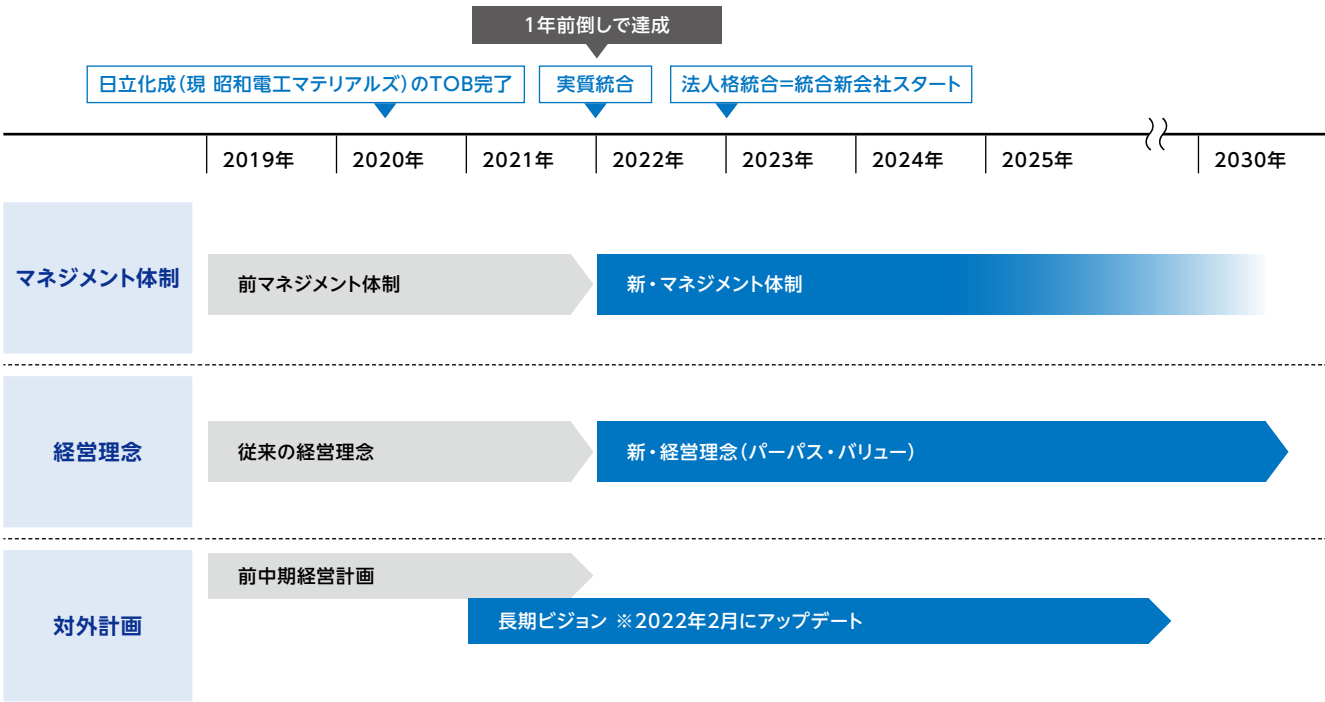 1年前倒しで達成
日立化成(現 昭和電工マテリアルズ)のTOB完了
実質統合
法人格統合=統合新会社スタート
2019年
2020年
2021年
2022年
2023年
2024年
2025年
2030年
マネジメント体制
前マネジメント体制
新・マネジメント体制
経営理念
従来の経営理念
新・経営理念(パーパス・バリュー)
対外計画
前中期経営計画
長期ビジョン ※2022年2月にアップデート